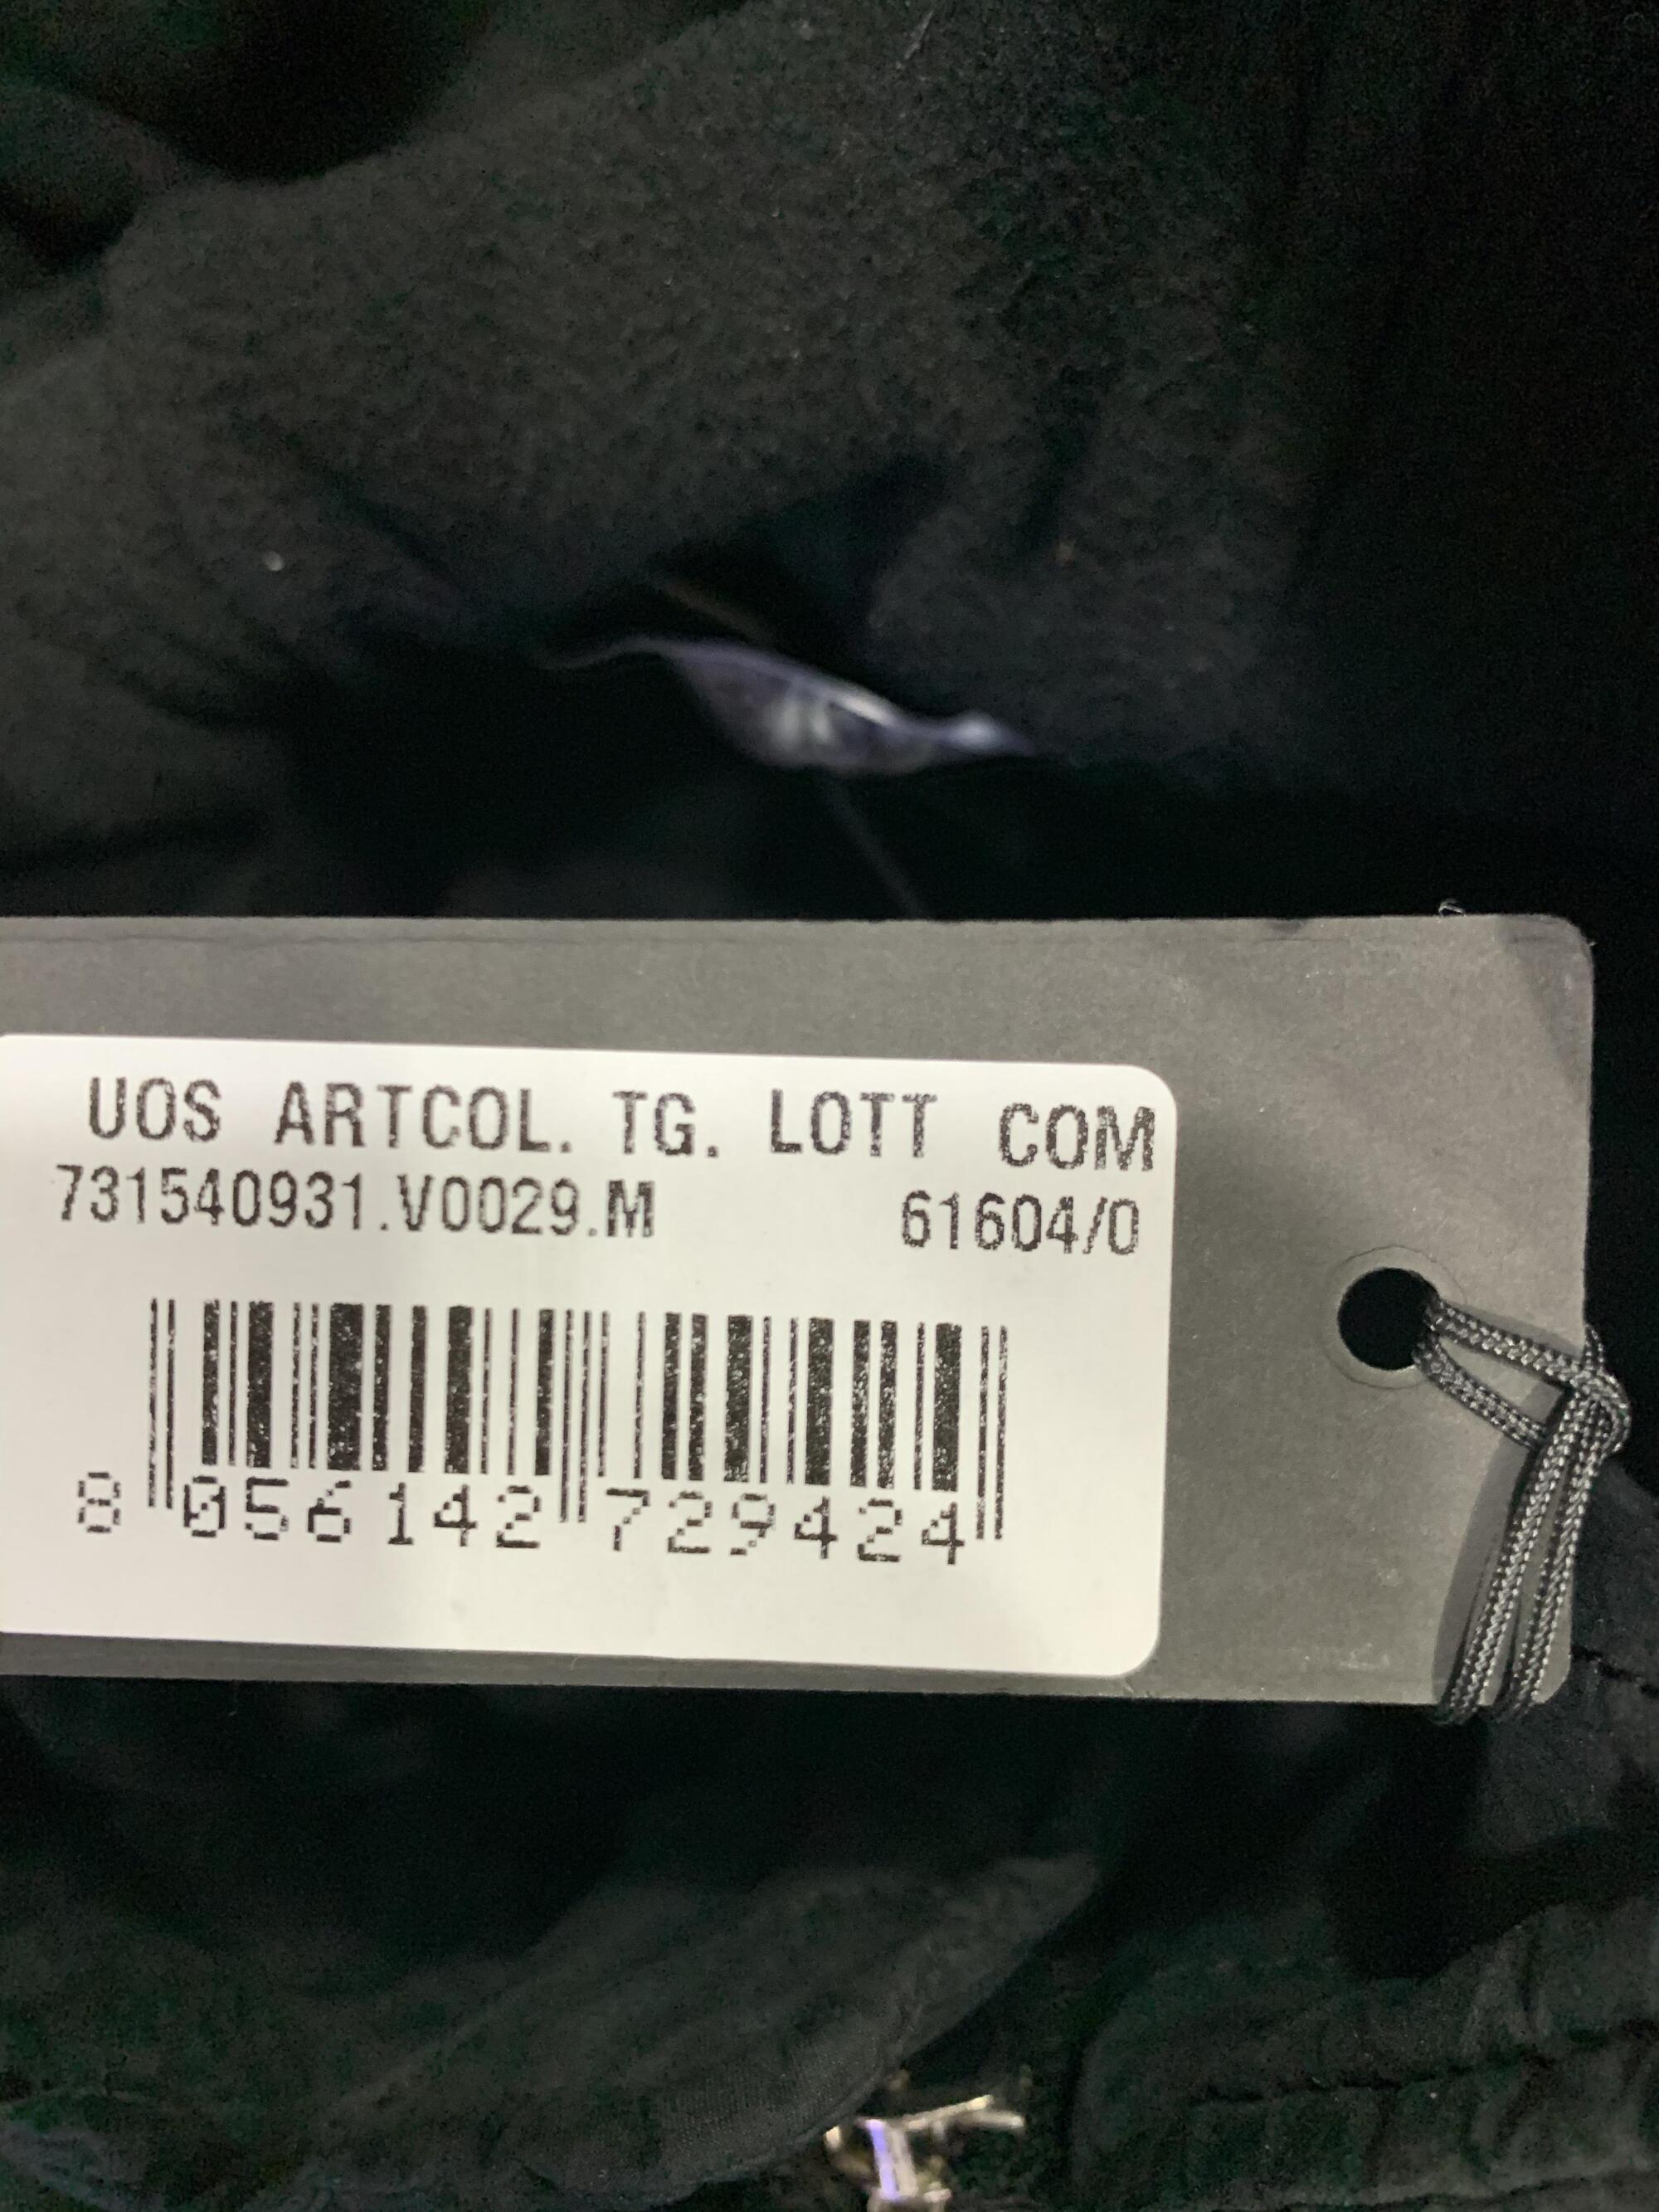 UOS ARTCOL. TG. LOTT COM
731540931.V0029.M 61604/0
8 056142 729424